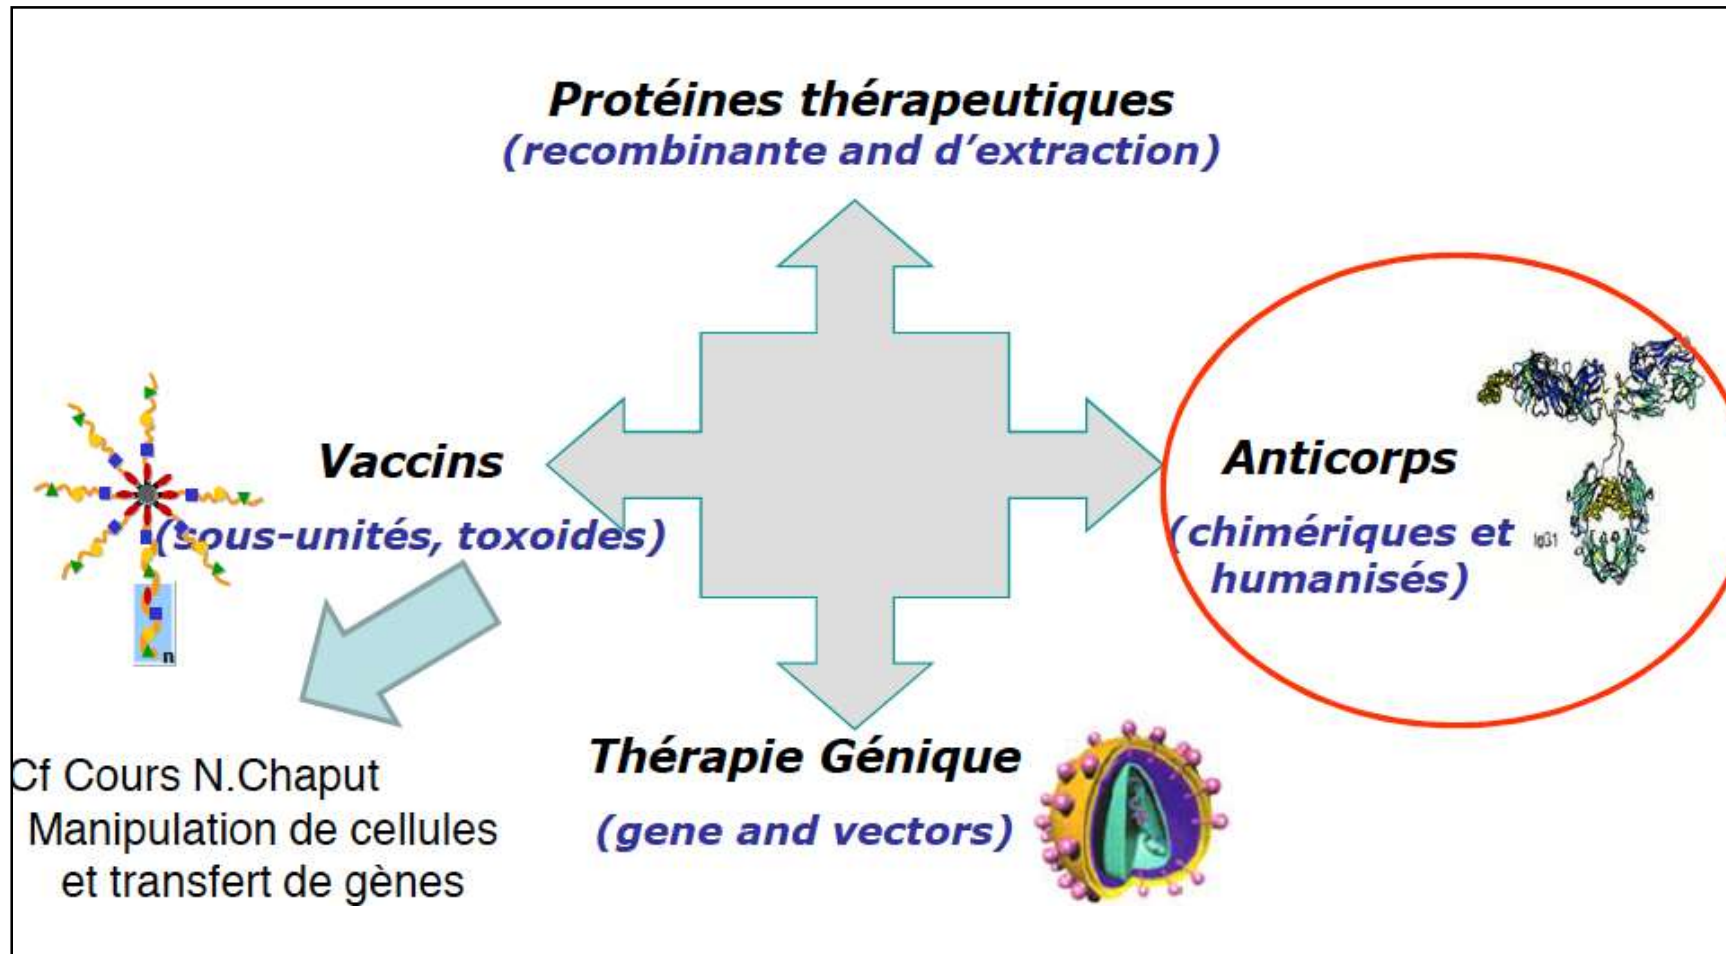 Protéines thérapeutiques
(recombinante and d’extraction)
Vaccins
(sous-unités, toxoides)
n
Anticorps
(chimériques et
humanisés)
IgG1
Thérapie Génique
(gene and vectors)
Cf Cours N.Chaput
Manipulation de cellules
et transfert de gènes